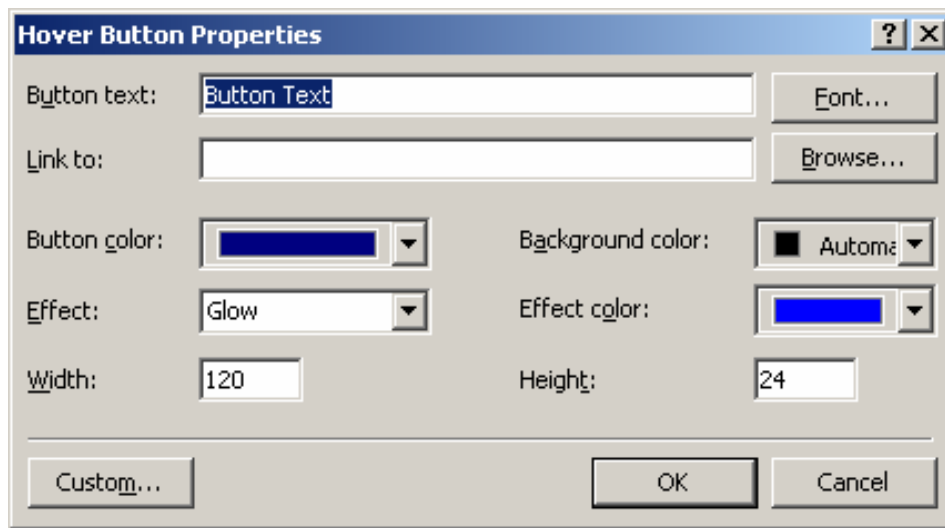 Hover Button Properties
Button text: Button Text Font...
Link to: Browse...
Button color: Background color: Automa
Effect: Glow Effect color:
Width: 120 Height: 24
Custom... OK Cancel